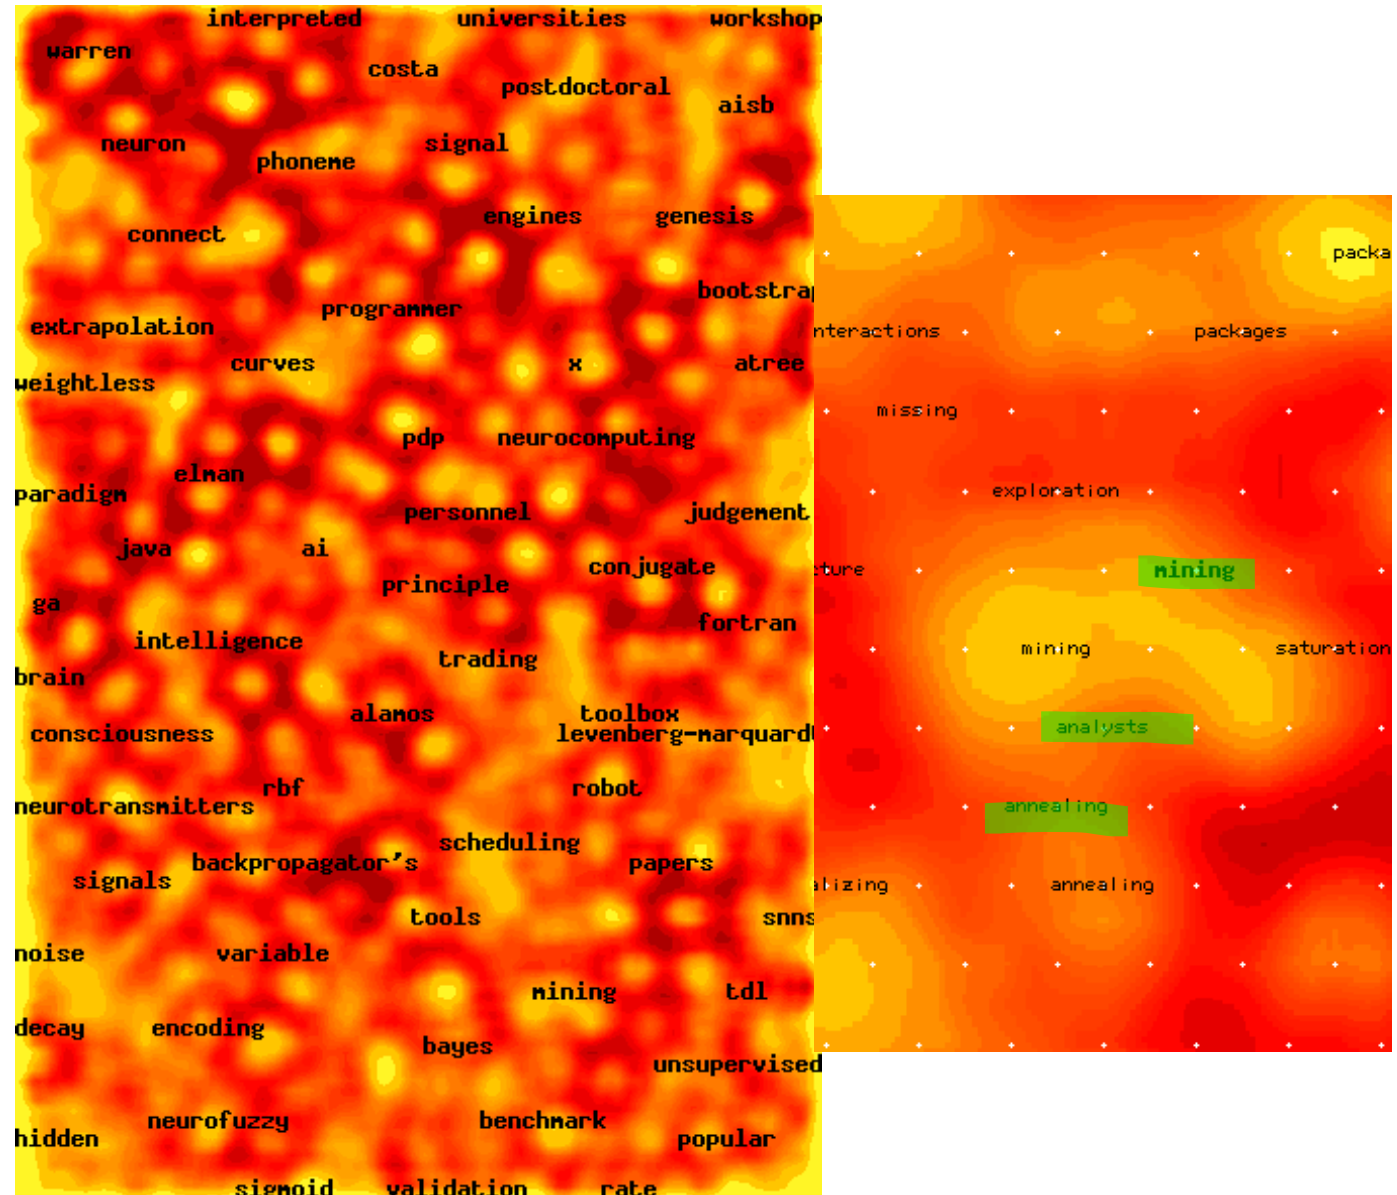 interpreted universities workshop
warren
costa
postdoctoral
aisb
neuron
signal
phoneme
engines genesis
connect
bootstrap
programmer
extrapolation
curves x atree
weightless
pdp neurocomputing
elman
paradigm
personnel judgement
java ai
conjugate
principle
ga
fortran
intelligence
trading
brain
alamos toolbox
consciousness levenberg-marquard
rbf robot
neurotransmitters
scheduling
backpropagator's papers
signals
tools snns
noise variable
mining tdl
decay encoding
bayes
unsupervised
neurofuzzy benchmark
hidden popular
sigmoid validation rate
packa
nteractions packages
missing
exploration
cture mining
mining saturation
analysts
annealing
alizing annealing